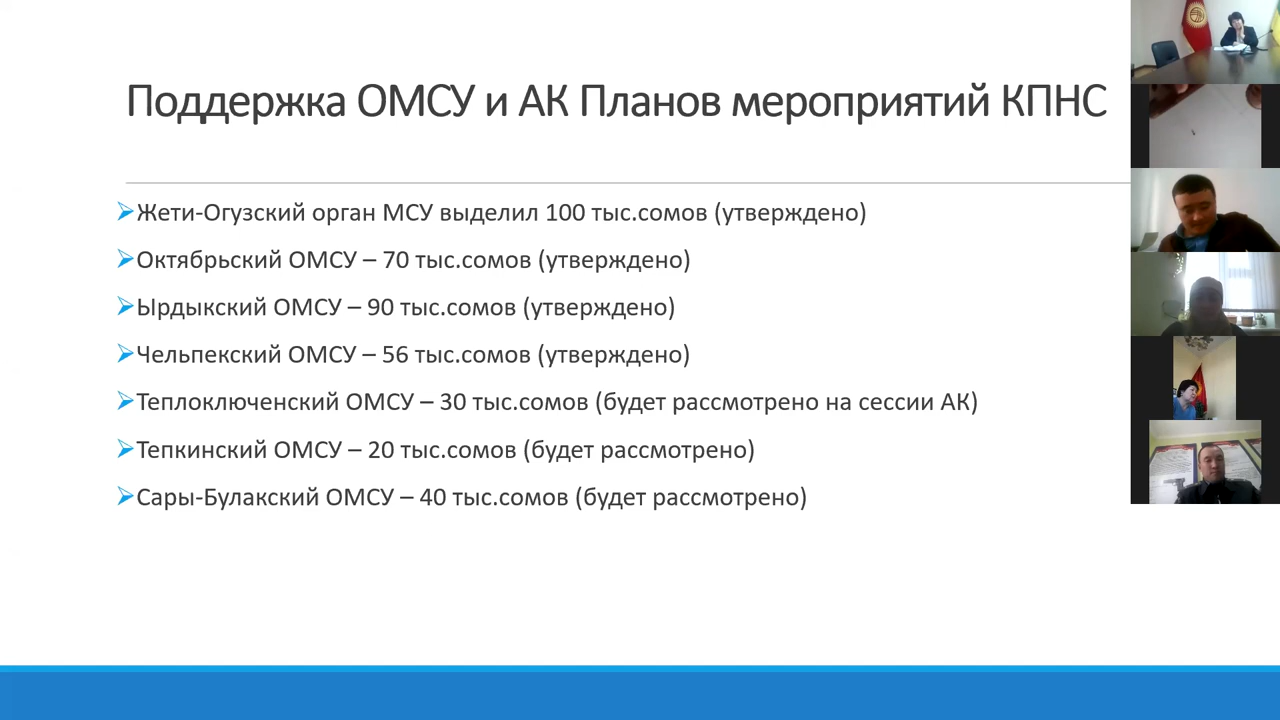 Поддержка ОМСУ и АК Планов мероприятий КПНС
Жети-Огузский орган МСУ выделил 100 тыс.сомов (утверждено)
Октябрьский ОМСУ – 70 тыс.сомов (утверждено)
Ырдыкский ОМСУ – 90 тыс.сомов (утверждено)
Чельпекский ОМСУ – 56 тыс.сомов (утверждено)
Теплоключенский ОМСУ – 30 тыс.сомов (будет рассмотрено на сессии АК)
Тепкинский ОМСУ – 20 тыс.сомов (будет рассмотрено)
Сары-Булакский ОМСУ – 40 тыс.сомов (будет рассмотрено)